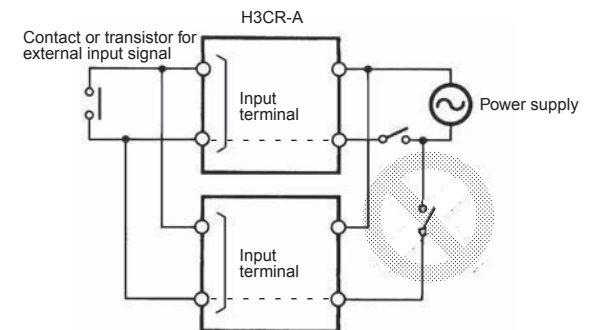 H3CR-A
Contact or transistor for
external input signal
Input
terminal
Power supply
Input
terminal